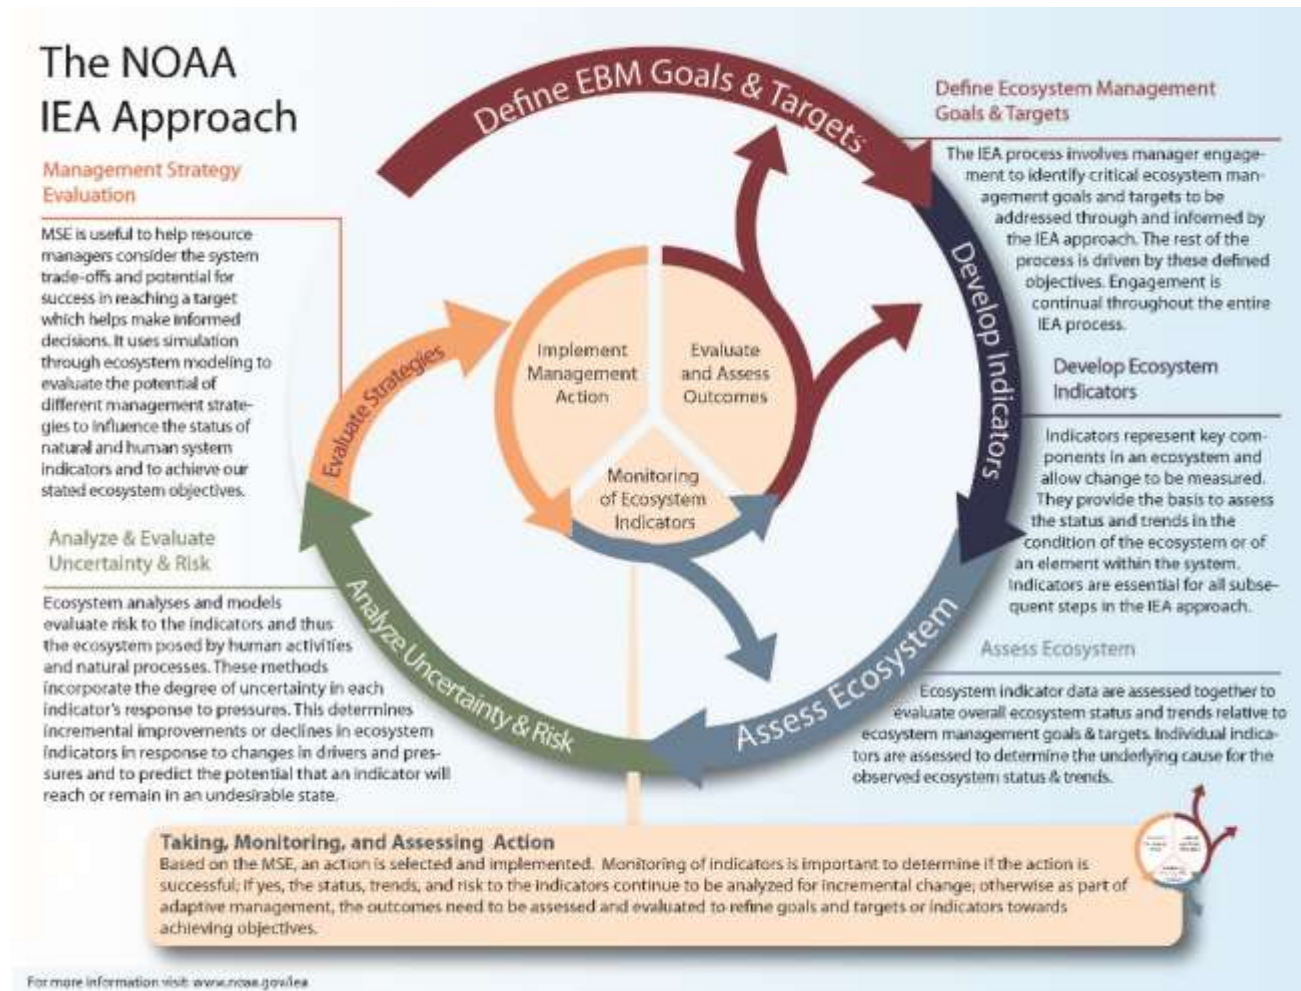 The NOAA
IEA Approach
Management Strategy
Evaluation
MSE is useful to help resource
managers consider the system
trade-offs and potential for
success in reaching a target
which helps make informed
decisions. It uses simulation
through ecosystem modeling to
evaluate the potential of
different management strate-
gies to influence the status of
natural and human system
indicators and to achieve our
stated ecosystem objectives.
Analyze & Evaluate
Uncertainty & Risk
Ecosystem analyses and models
evaluate risk to the indicators and thus
the ecosystem posed by human activities
and natural processes. These methods
incorporate the degree of uncertainty in each
indicator's response to pressures. This determines
incremental improvements or declines in ecosystem
indicators in response to changes in drivers and pres-
sures and to predict the potential that an indicator will
reach or remain in an undesirable state.
Define EBM Goals & Targets
Develop Indicators
Assess Ecosystem
Analyze Uncertainty & Risk
Evaluate Strategies
Implement
Management
Action
Evaluate
and Assess
Outcomes
Monitoring
of Ecosystem
Indicators
Define Ecosystem Management
Goals & Targets
The IEA process involves manager engage-
ment to identify critical ecosystem man-
agement goals and targets to be
addressed through and informed by
the IEA approach. The rest of the
process is driven by these defined
objectives. Engagement is
continual throughout the entire
IEA process.
Develop Ecosystem
Indicators
Indicators represent key com-
ponents in an ecosystem and
allow change to be measured.
They provide the basis to assess
the status and trends in the
condition of the ecosystem or of
an element within the system.
Indicators are essential for all subse-
quent steps in the IEA approach.
Assess Ecosystem
Ecosystem indicator data are assessed together to
evaluate overall ecosystem status and trends relative to
ecosystem management goals & targets. Individual indica-
tors are assessed to determine the underlying cause for the
observed ecosystem status & trends.
Taking, Monitoring, and Assessing Action
Based on the MSE, an action is selected and implemented. Monitoring of indicators is important to determine if the action is
successful; if yes, the status, trends, and risk to the indicators continue to be analyzed for incremental change; otherwise as part of
adaptive management, the outcomes need to be assessed and evaluated to refine goals and targets or indicators towards
achieving objectives.
For more information visit: www.noaa.gov/iea